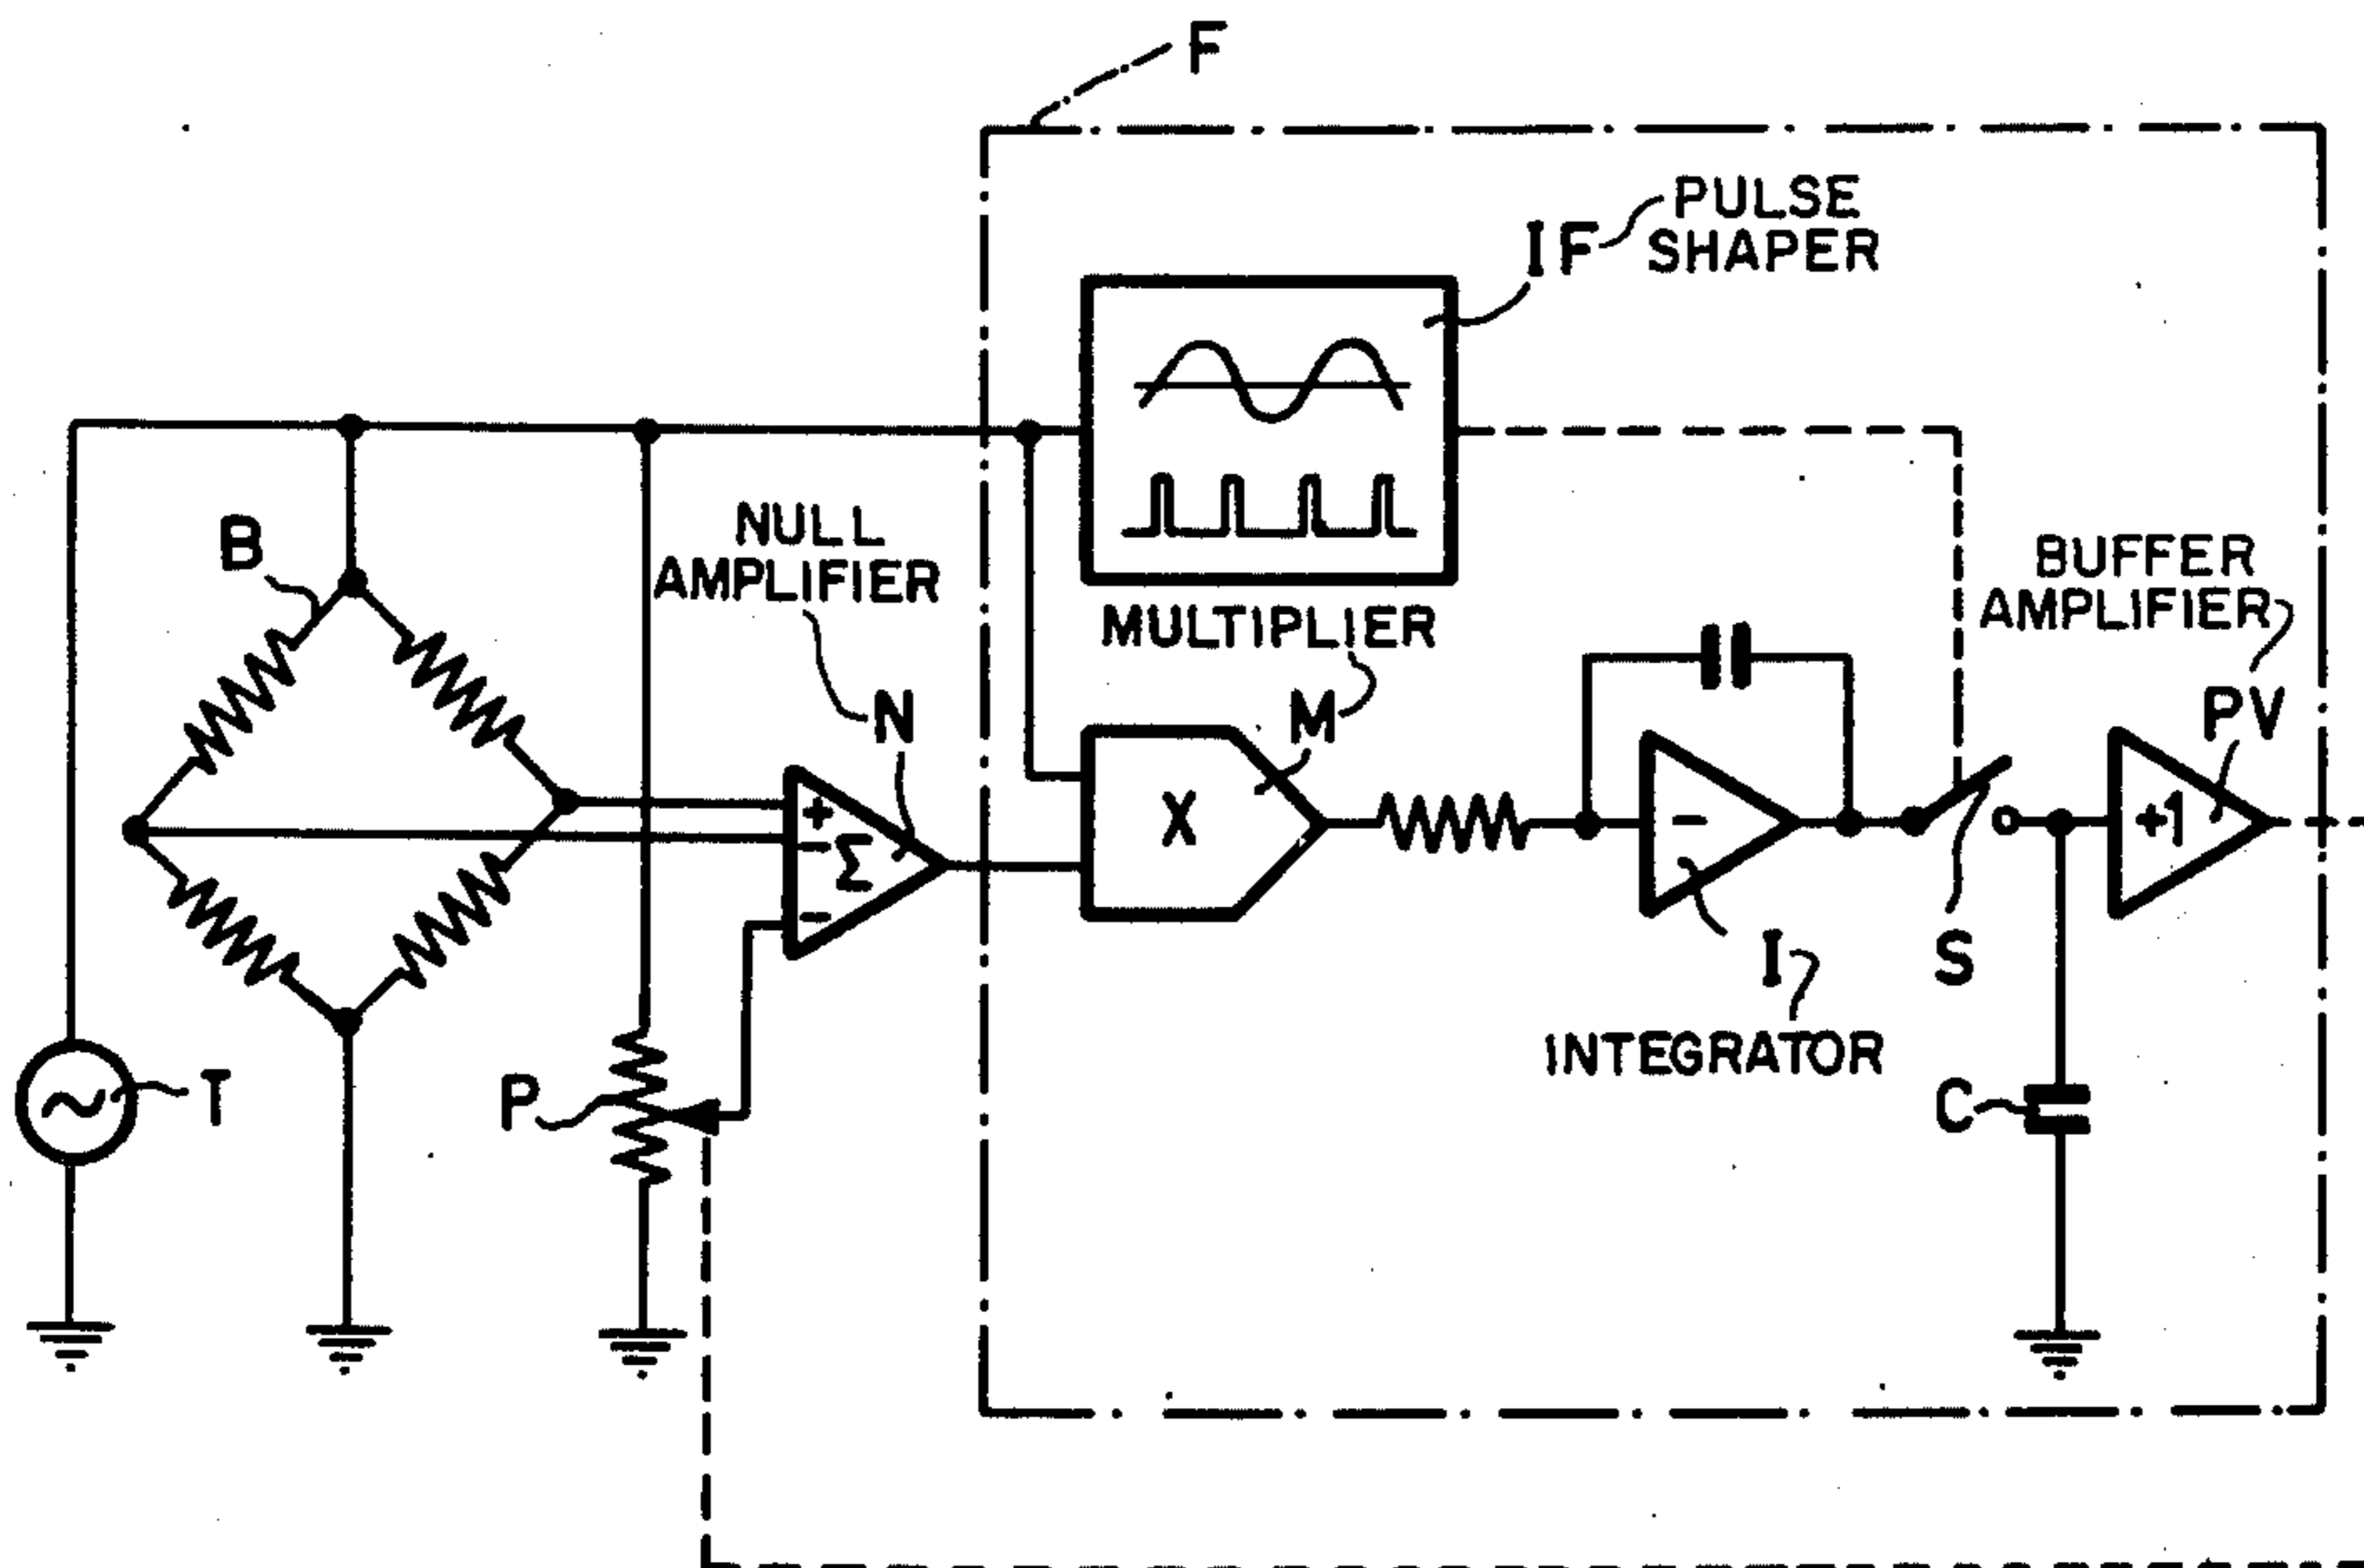 F
PULSE
SHAPER
IF
B
NULL
AMPLIFIER
N
MULTIPLIER
M
BUFFER
AMPLIFIER
PV
+
-
Σ
-
X
-
+1
I
INTEGRATOR
S
T
P
C